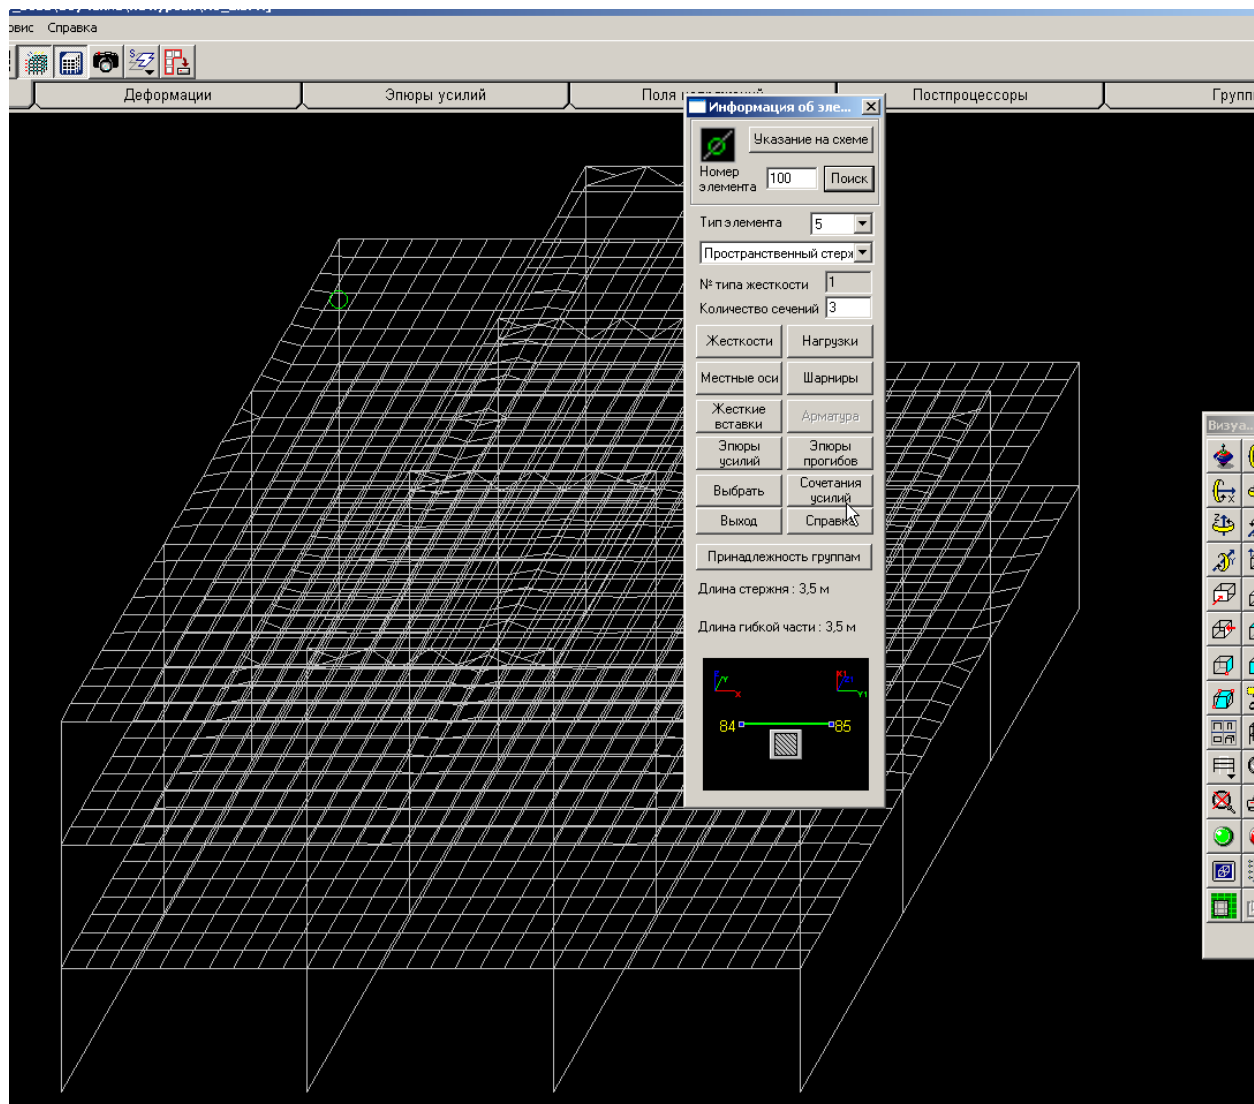 Справка
Деформации
Эпюры усилий
Поля
Постпроцессоры
Информация об эле...
Указание на схеме
Номер
элемента
100
Поиск
Тип элемента
5
Пространственный стерж
№ типа жесткости
1
Количество сечений
3
Жесткости
Нагрузки
Местные оси
Шарниры
Жесткие
вставки
Арматура
Эпюры
усилий
Эпюры
прогибов
Выбрать
Сочетания
усилий
Выход
Справка
Принадлежность группам
Длина стержня : 3,5 м
Длина гибкой части : 3,5 м
Y
X
X1
Z1
Y1
84
85
Визуа...